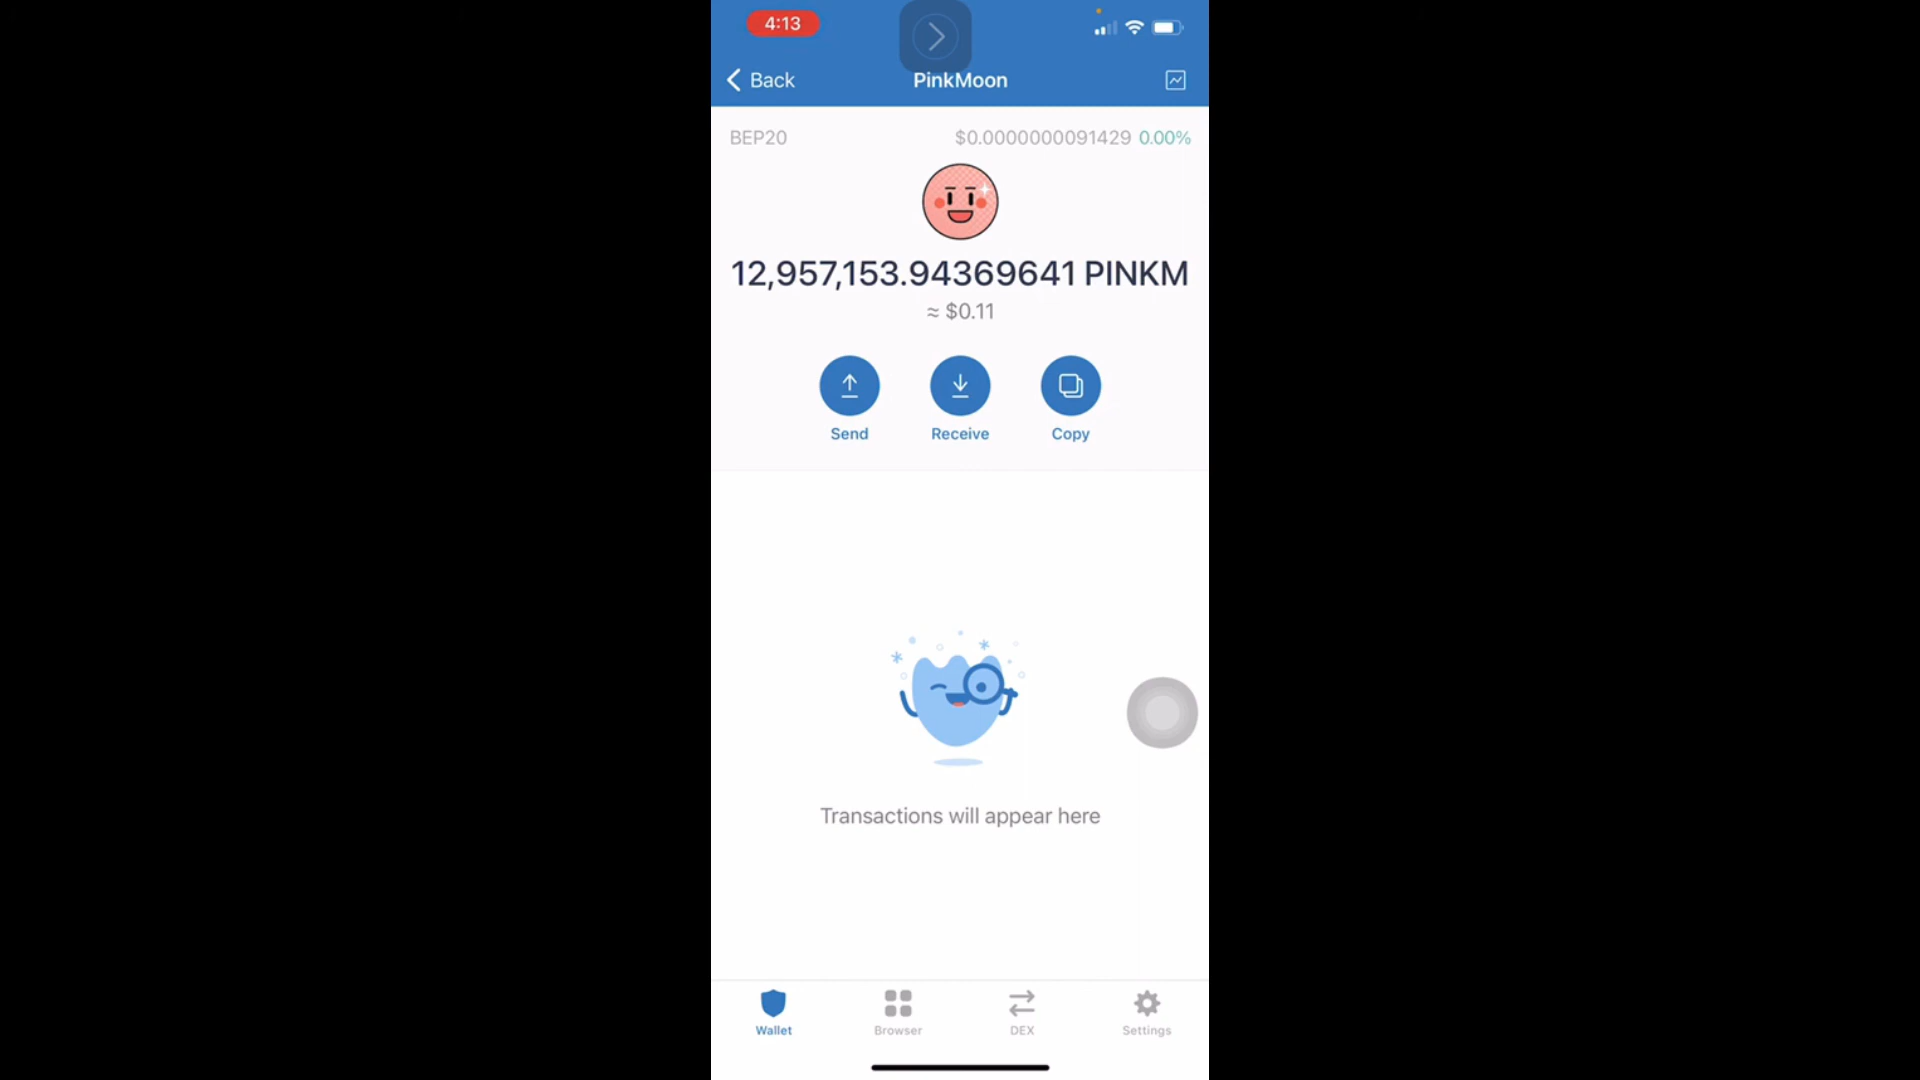 4:13
Back
PinkMoon
BEP20
$0.0000000091429 0.00%
12,957,153.94369641 PINKM
≈ $0.11
Send
Receive
Copy
Transactions will appear here
Wallet
Browser
DEX
Settings